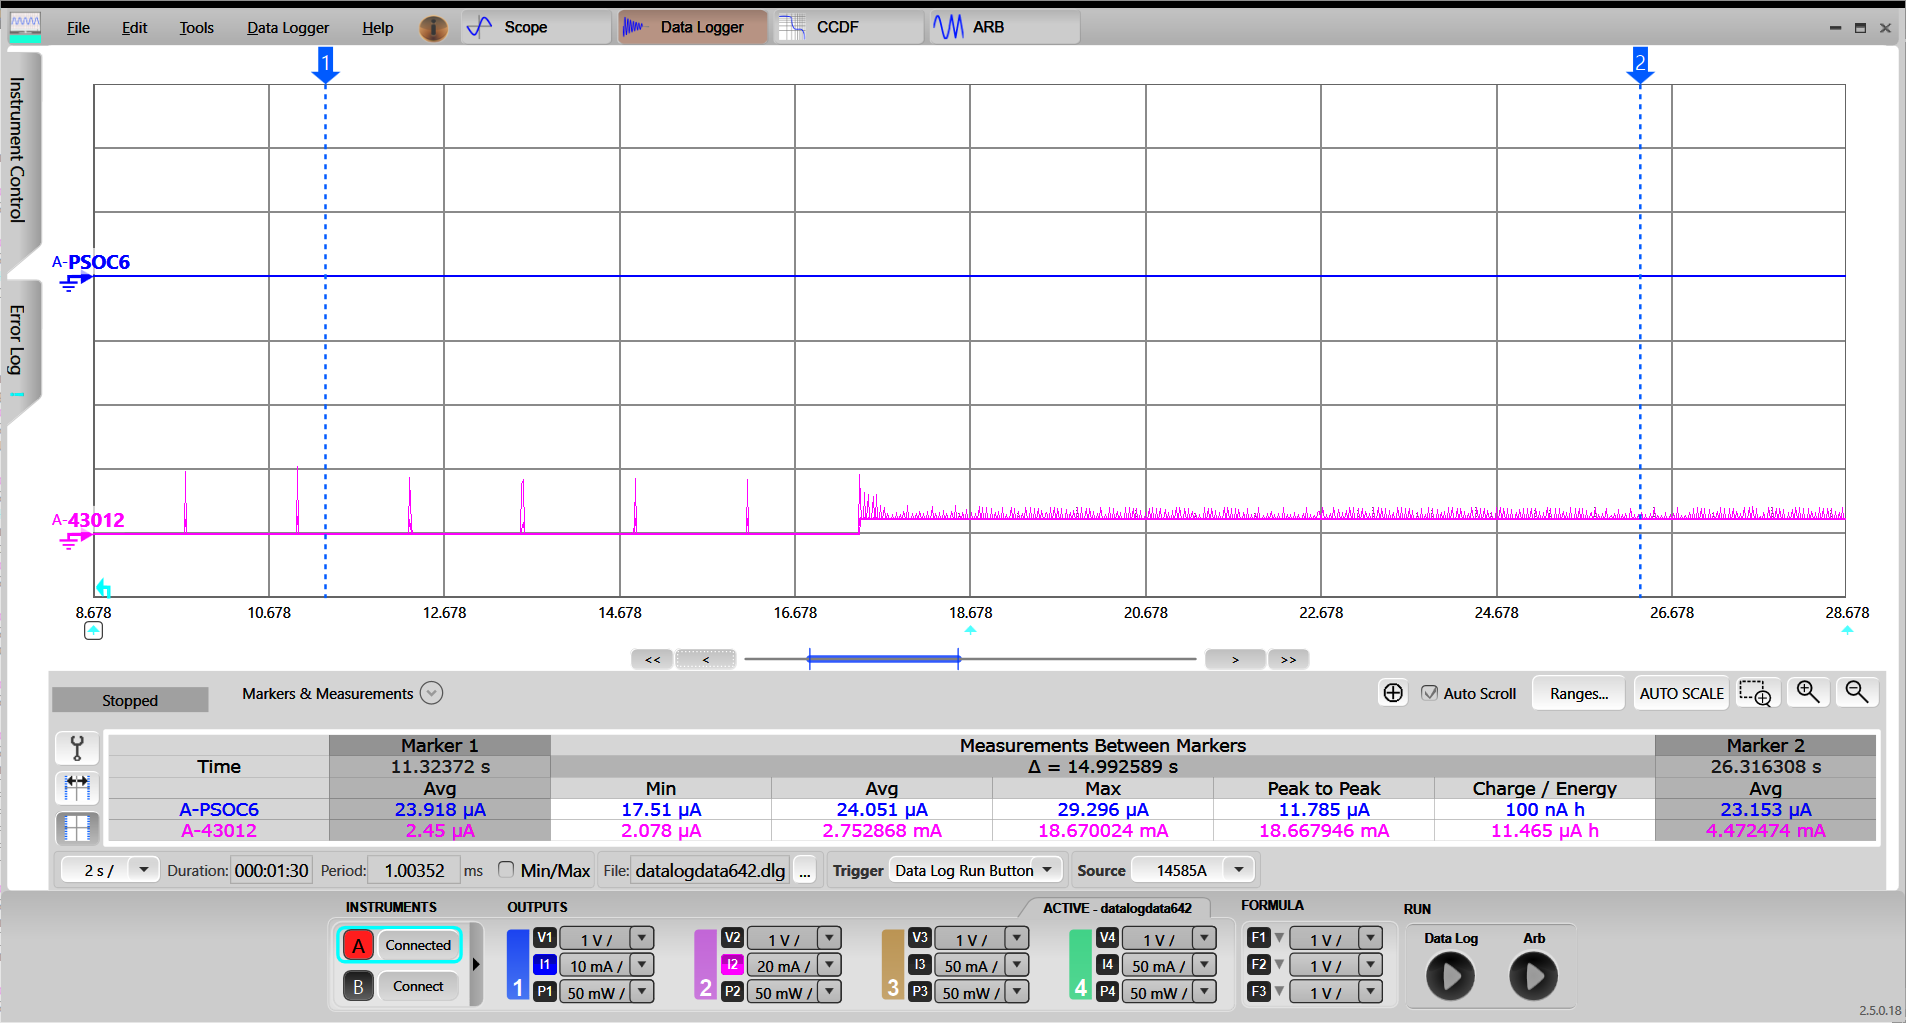 File Edit Tools Data Logger Help i Scope Data Logger CCDF ARB
Instrument Control
Error Log
1 2
A-PSOC6
A-43012
8.678 10.678 12.678 14.678 16.678 18.678 20.678 22.678 24.678 26.678 28.678
<< < > >>
Stopped Markers & Measurements Auto Scroll Ranges... AUTO SCALE
Marker 1 Measurements Between Markers Marker 2
Time 11.32372 s Δ = 14.992589 s 26.316308 s
Avg Min Avg Max Peak to Peak Charge / Energy Avg
A-PSOC6 23.918 µA 17.51 µA 24.051 µA 29.296 µA 11.785 µA 100 nA h 23.153 µA
A-43012 2.45 µA 2.078 µA 2.752868 mA 18.670024 mA 18.667946 mA 11.465 µA h 4.472474 mA
2 s / Duration: 000:01:30 Period: 1.00352 ms Min/Max File: datalogdata642.dlg ... Trigger Data Log Run Button Source 14585A
INSTRUMENTS OUTPUTS ACTIVE - datalogdata642 FORMULA RUN
A Connected V1 1 V / V2 1 V / V3 1 V / V4 1 V / F1 1 V / Data Log Arb
I1 10 mA / I2 20 mA / I3 50 mA / I4 50 mA / F2 1 V /
B Connect 1 P1 50 mW / 2 P2 50 mW / 3 P3 50 mW / 4 P4 50 mW / F3 1 V /
2.5.0.18